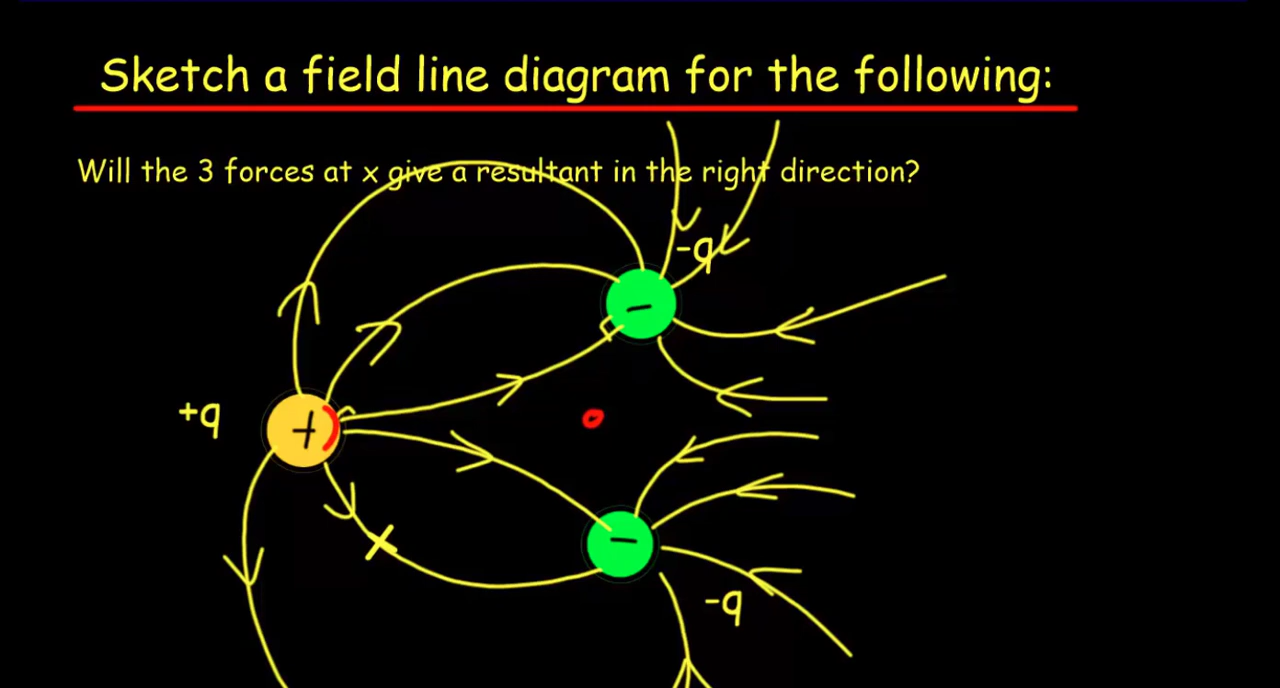 Sketch a field line diagram for the following:
Will the 3 forces at x give a resultant in the right direction?
-q
−
+q
+
x
−
-q